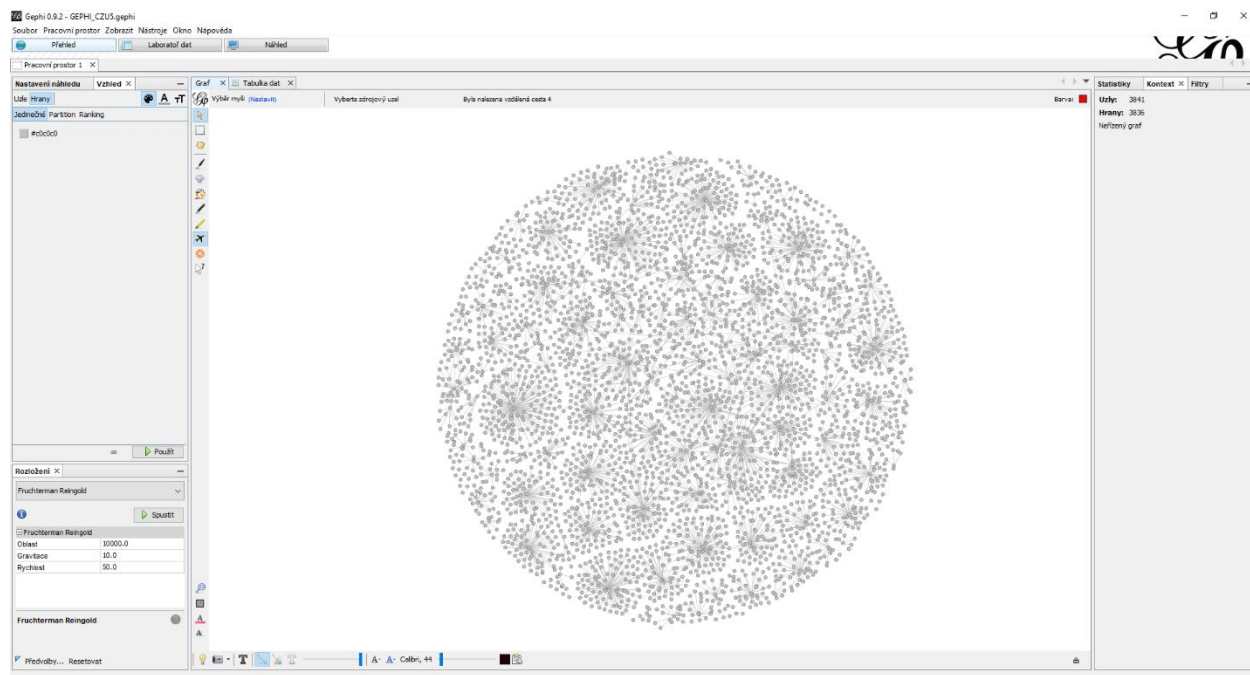 Gephi 0.9.2 - GEPHI_CZU5.gephi
Soubor Pracovní prostor Zobrazit Nástroje Okno Nápověda
Přehled Laboratoř dat Náhled
Pracovní prostor 1
Nastavení náhledu Vzhled
Uzle Hrany
Jedinečné Partition Ranking
#c0c0c0
Použít
Rozložení
Fruchterman Reingold
Spustit
Fruchterman Reingold
Oblast 10000.0
Gravitace 10.0
Rychlost 50.0
Fruchterman Reingold
Předvolby... Resetovat
Graf Tabulka dat
Výběr myší (Nastavit) Vyberte zdrojový uzel Byla nalezena vzdálená cesta 4 Barva:
A- A- Calibri, 44
Statistiky Kontext Filtry
Uzly: 3841
Hrany: 3836
Neřízený graf